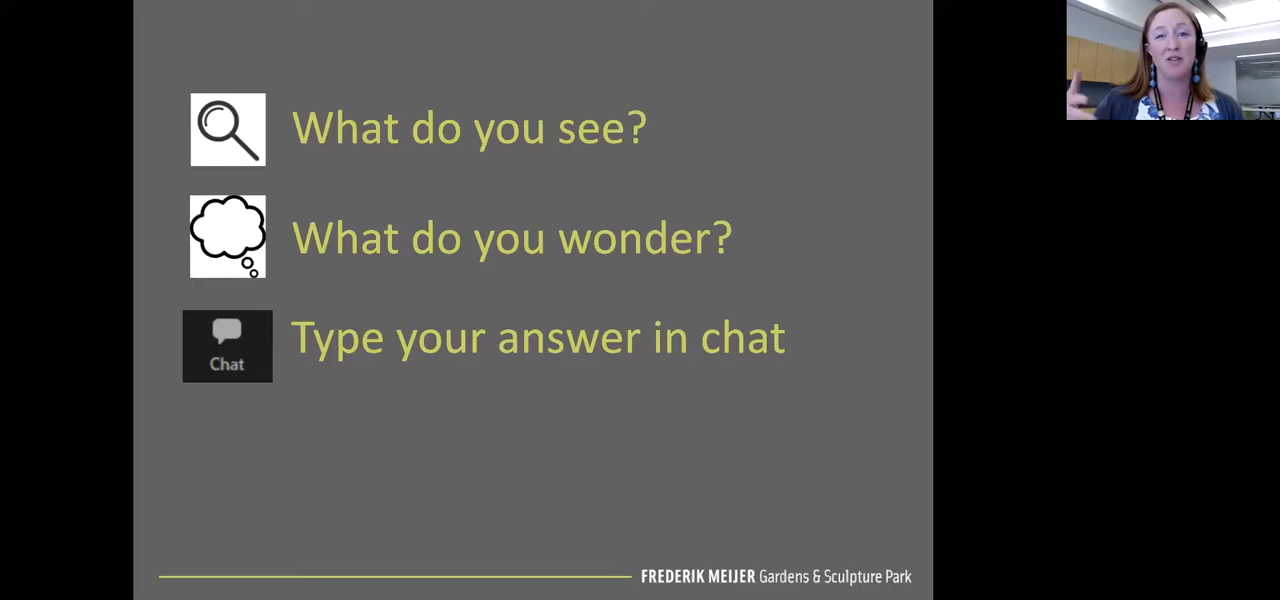 What do you see?
What do you wonder?
Chat
Type your answer in chat
FREDERIK MEIJER Gardens & Sculpture Park